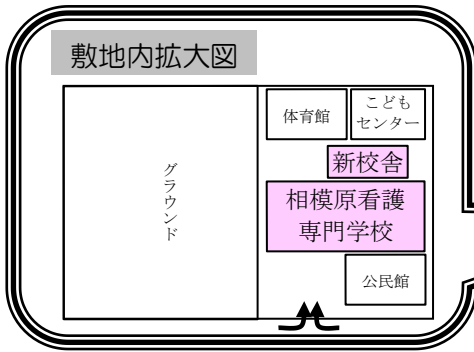 敷地内拡大図
体育館
こども
センター
新校舎
グラウンド
相模原看護
専門学校
公民館